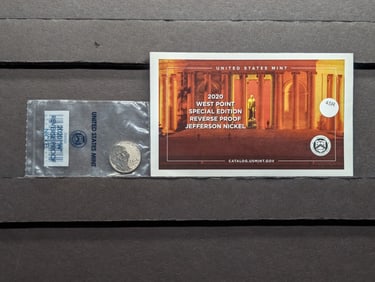 UNITED STATES MINT
2020
WEST POINT
SPECIAL EDITION
REVERSE PROOF
JEFFERSON NICKEL
CATALOG.USMINT.GOV
UNITED STATES MINT